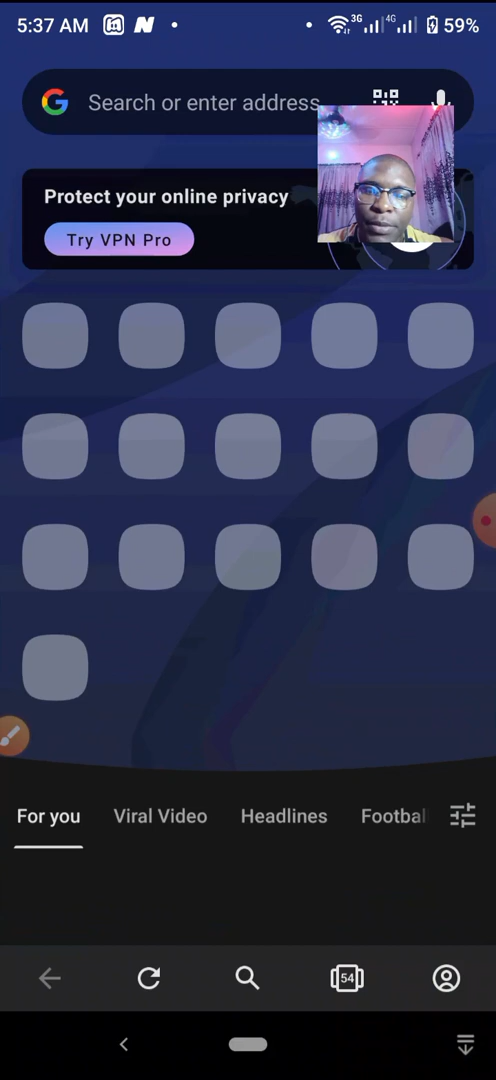 5:37 AM 3G 4G 59%
Search or enter address
Protect your online privacy
Try VPN Pro
For you Viral Video Headlines Footbal
54